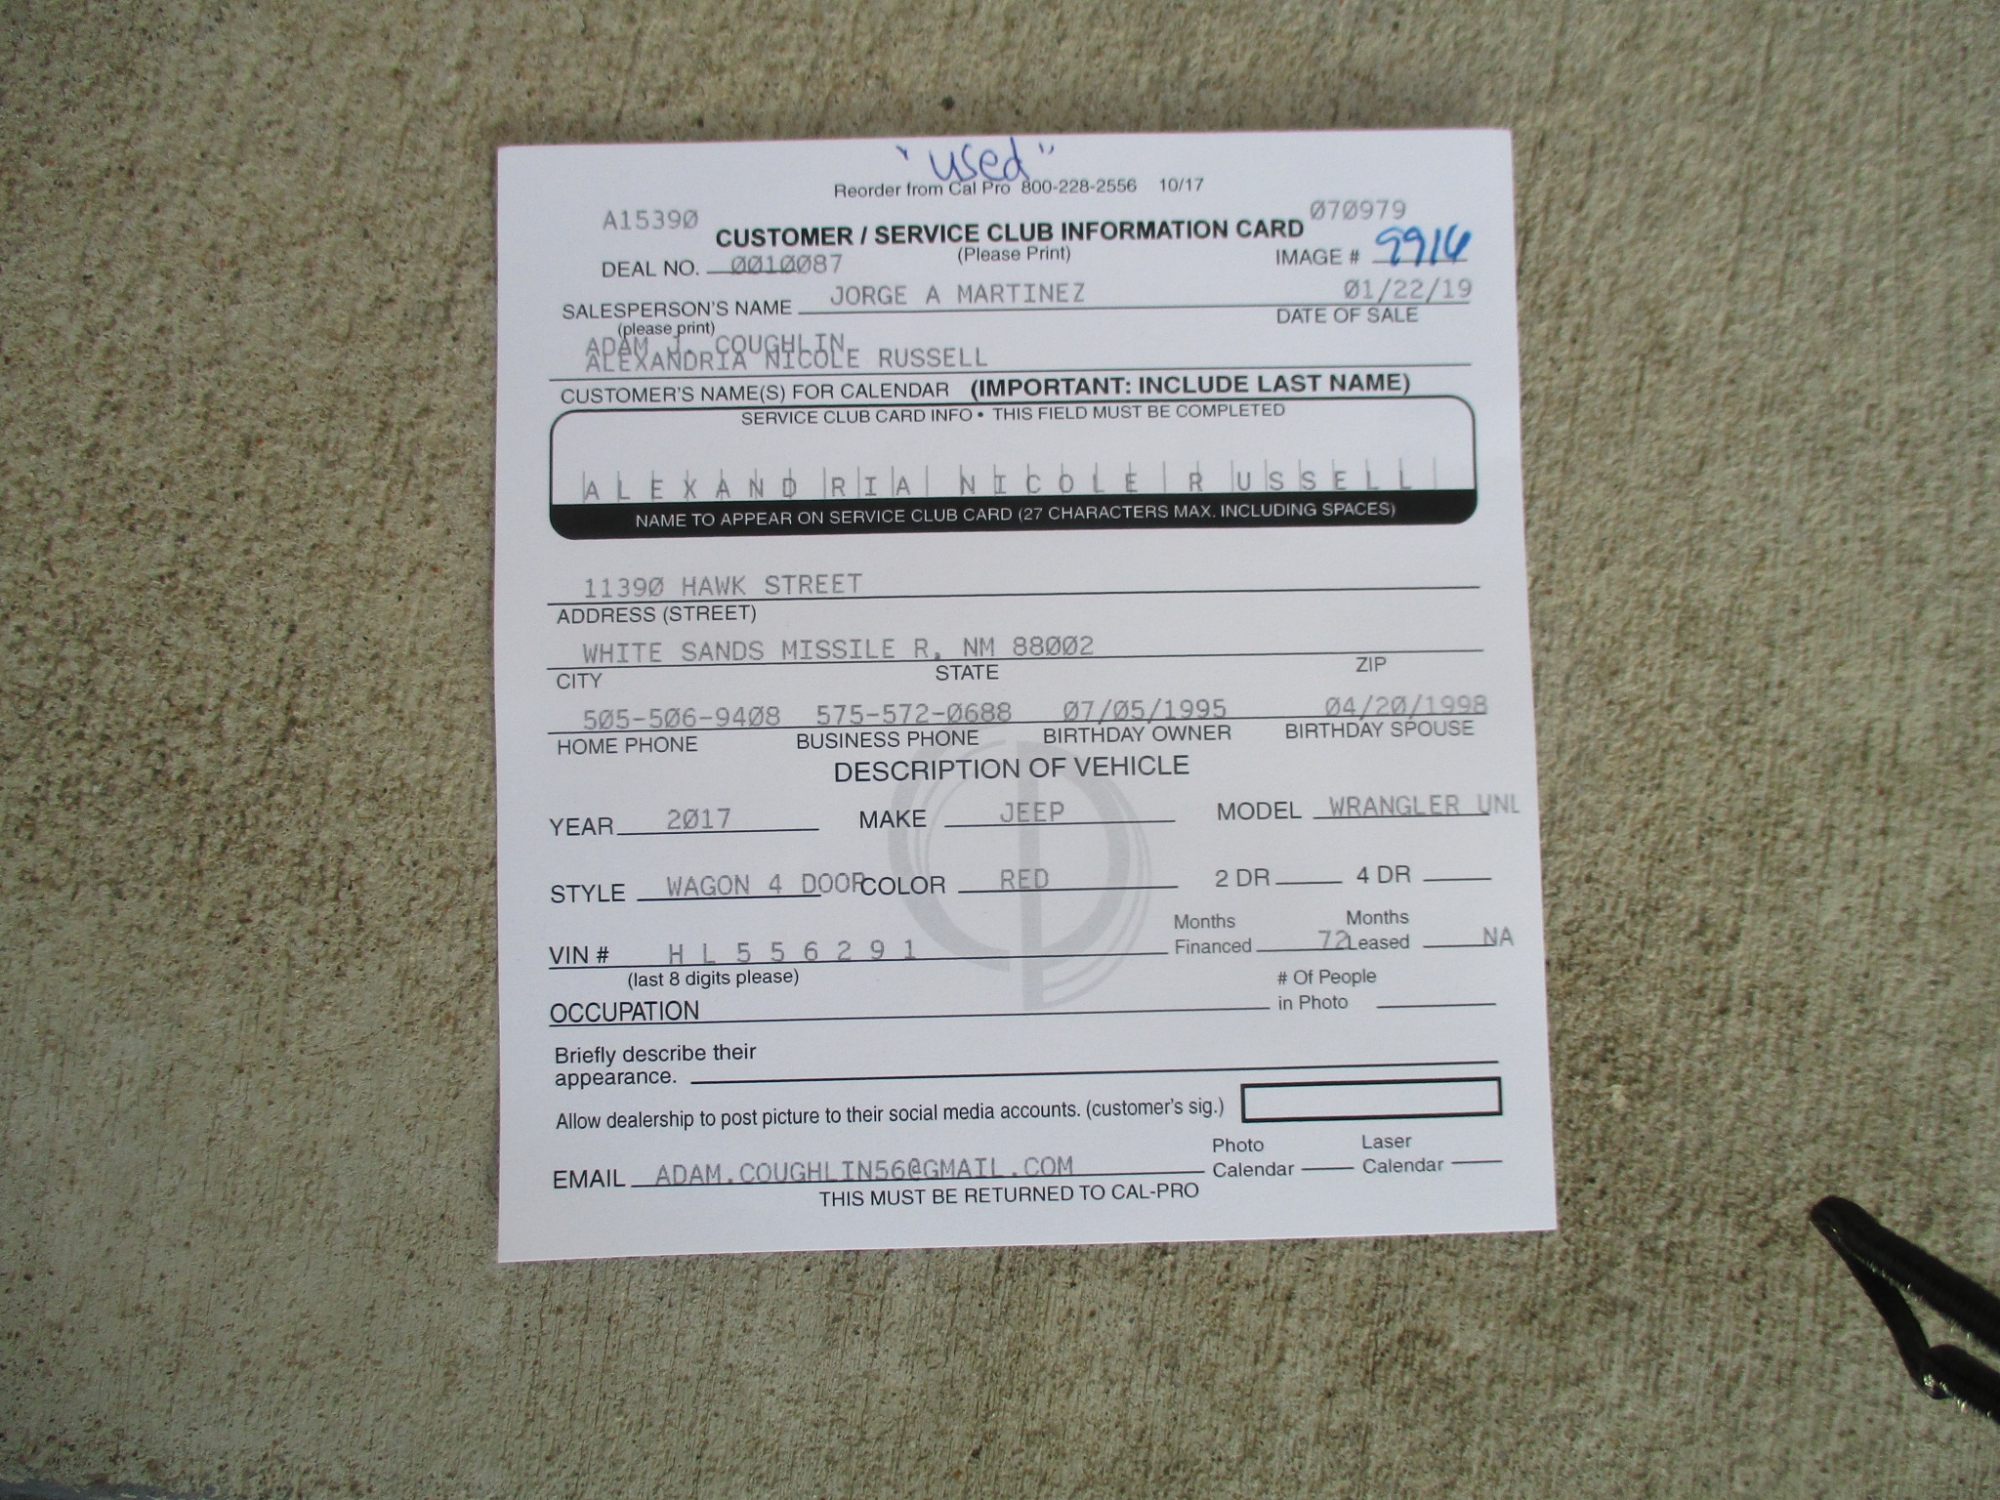 "used"
Reorder from Cal Pro 800-228-2556 10/17
A15390 070979
CUSTOMER / SERVICE CLUB INFORMATION CARD
(Please Print)
DEAL NO. 0010087 IMAGE # 9916
SALESPERSON'S NAME JORGE A MARTINEZ 01/22/19
(please print) DATE OF SALE
ADAM J. COUGHLIN
ALEXANDRIA NICOLE RUSSELL
CUSTOMER'S NAME(S) FOR CALENDAR (IMPORTANT: INCLUDE LAST NAME)
SERVICE CLUB CARD INFO • THIS FIELD MUST BE COMPLETED
ALEXANDRIA NICOLE RUSSELL
NAME TO APPEAR ON SERVICE CLUB CARD (27 CHARACTERS MAX. INCLUDING SPACES)
11390 HAWK STREET
ADDRESS (STREET)
WHITE SANDS MISSILE R, NM 88002
CITY STATE ZIP
505-506-9408 575-572-0688 07/05/1995 04/20/1998
HOME PHONE BUSINESS PHONE BIRTHDAY OWNER BIRTHDAY SPOUSE
DESCRIPTION OF VEHICLE
YEAR 2017 MAKE JEEP MODEL WRANGLER UNL
STYLE WAGON 4 DOOR COLOR RED 2 DR 4 DR
Months Months
VIN # HL556291 Financed 72 Leased NA
(last 8 digits please) # Of People
OCCUPATION in Photo
Briefly describe their
appearance.
Allow dealership to post picture to their social media accounts. (customer's sig.)
Photo Laser
EMAIL ADAM.COUGHLIN56@GMAIL.COM Calendar Calendar
THIS MUST BE RETURNED TO CAL-PRO